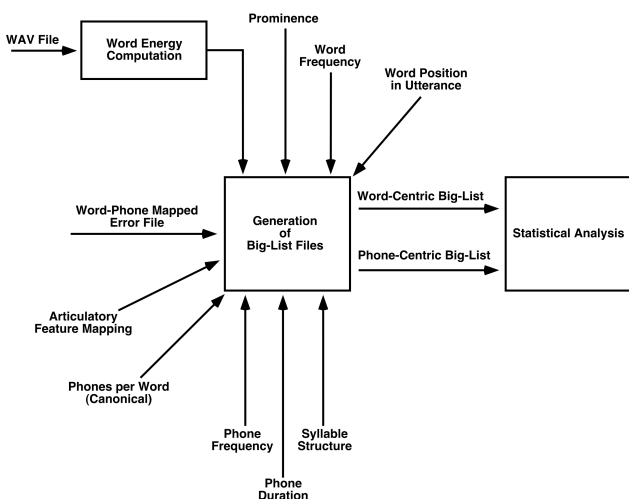 WAV File
Word Energy
Computation
Prominence
Word
Frequency
Word Position
in Utterance
Word-Phone Mapped
Error File
Generation
of
Big-List Files
Word-Centric Big-List
Phone-Centric Big-List
Statistical Analysis
Articulatory
Feature Mapping
Phones per Word
(Canonical)
Phone
Frequency
Phone
Duration
Syllable
Structure